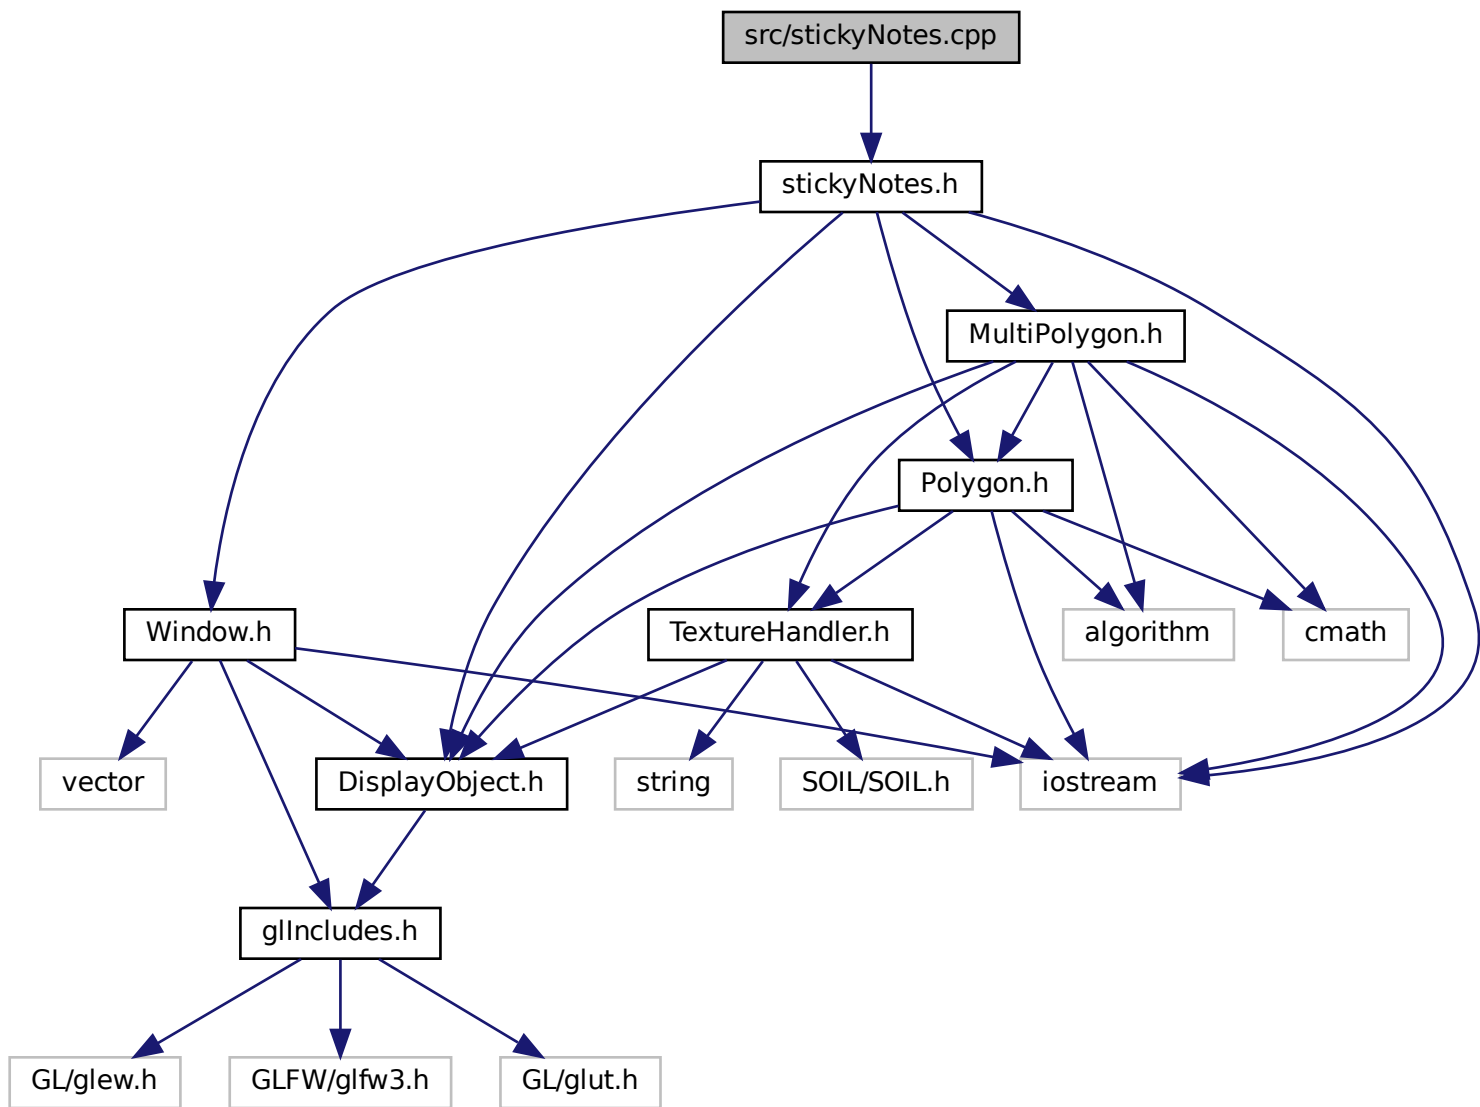 src/stickyNotes.cpp
stickyNotes.h
MultiPolygon.h
Polygon.h
Window.h
TextureHandler.h
algorithm
cmath
vector
DisplayObject.h
string
SOIL/SOIL.h
iostream
glIncludes.h
GL/glew.h
GLFW/glfw3.h
GL/glut.h